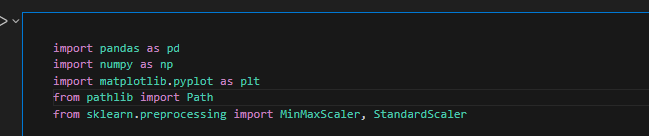 import pandas as pd
import numpy as np
import matplotlib.pyplot as plt
from pathlib import Path
from sklearn.preprocessing import MinMaxScaler, StandardScaler